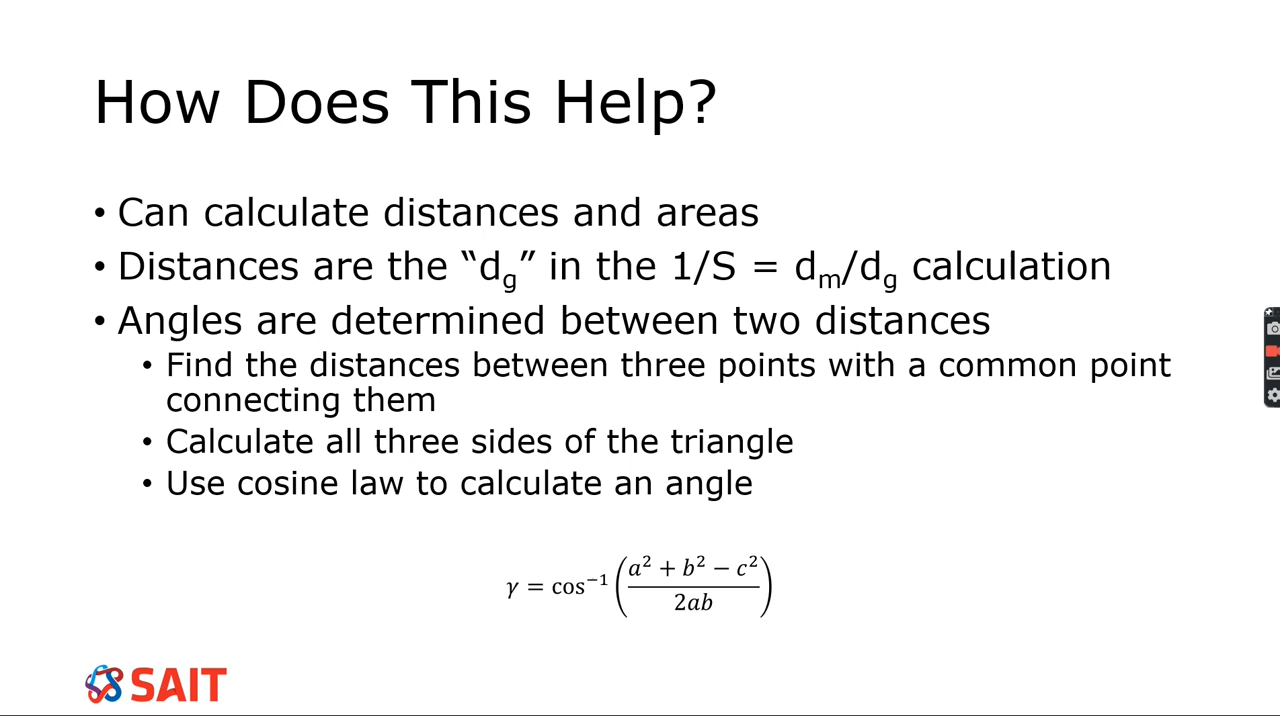 How Does This Help?
• Can calculate distances and areas
• Distances are the “d_g” in the 1/S = d_m/d_g calculation
• Angles are determined between two distances
• Find the distances between three points with a common point
connecting them
• Calculate all three sides of the triangle
• Use cosine law to calculate an angle
γ = cos⁻¹ ((a² + b² − c²)/(2ab))
SAIT